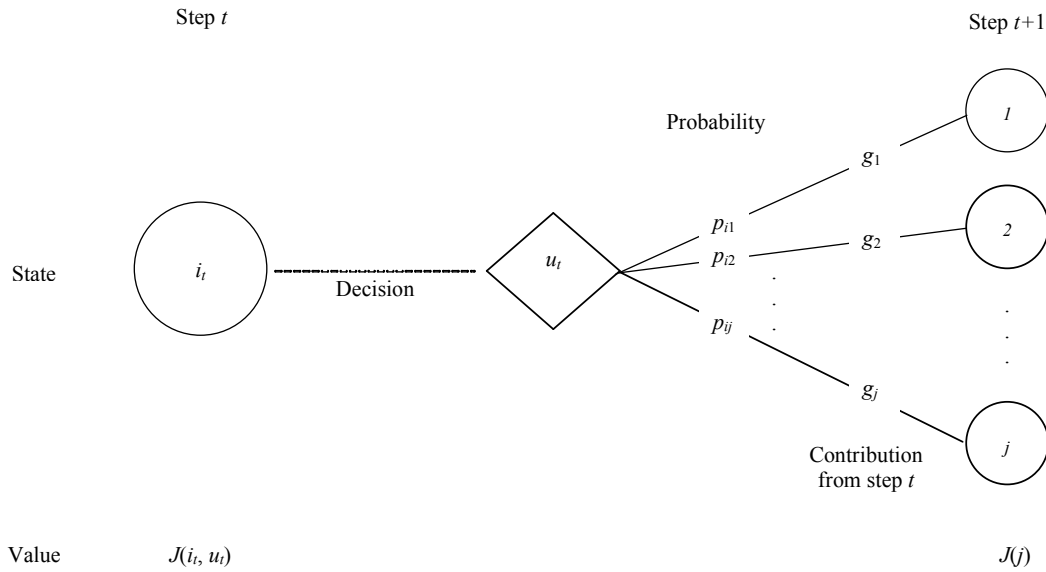 Step t
Step t+1
1
Probability
g1
pi1
2
g2
pi2
State
it
ut
Decision
pij
gj
j
Contribution
from step t
Value
J(it, ut)
J(j)